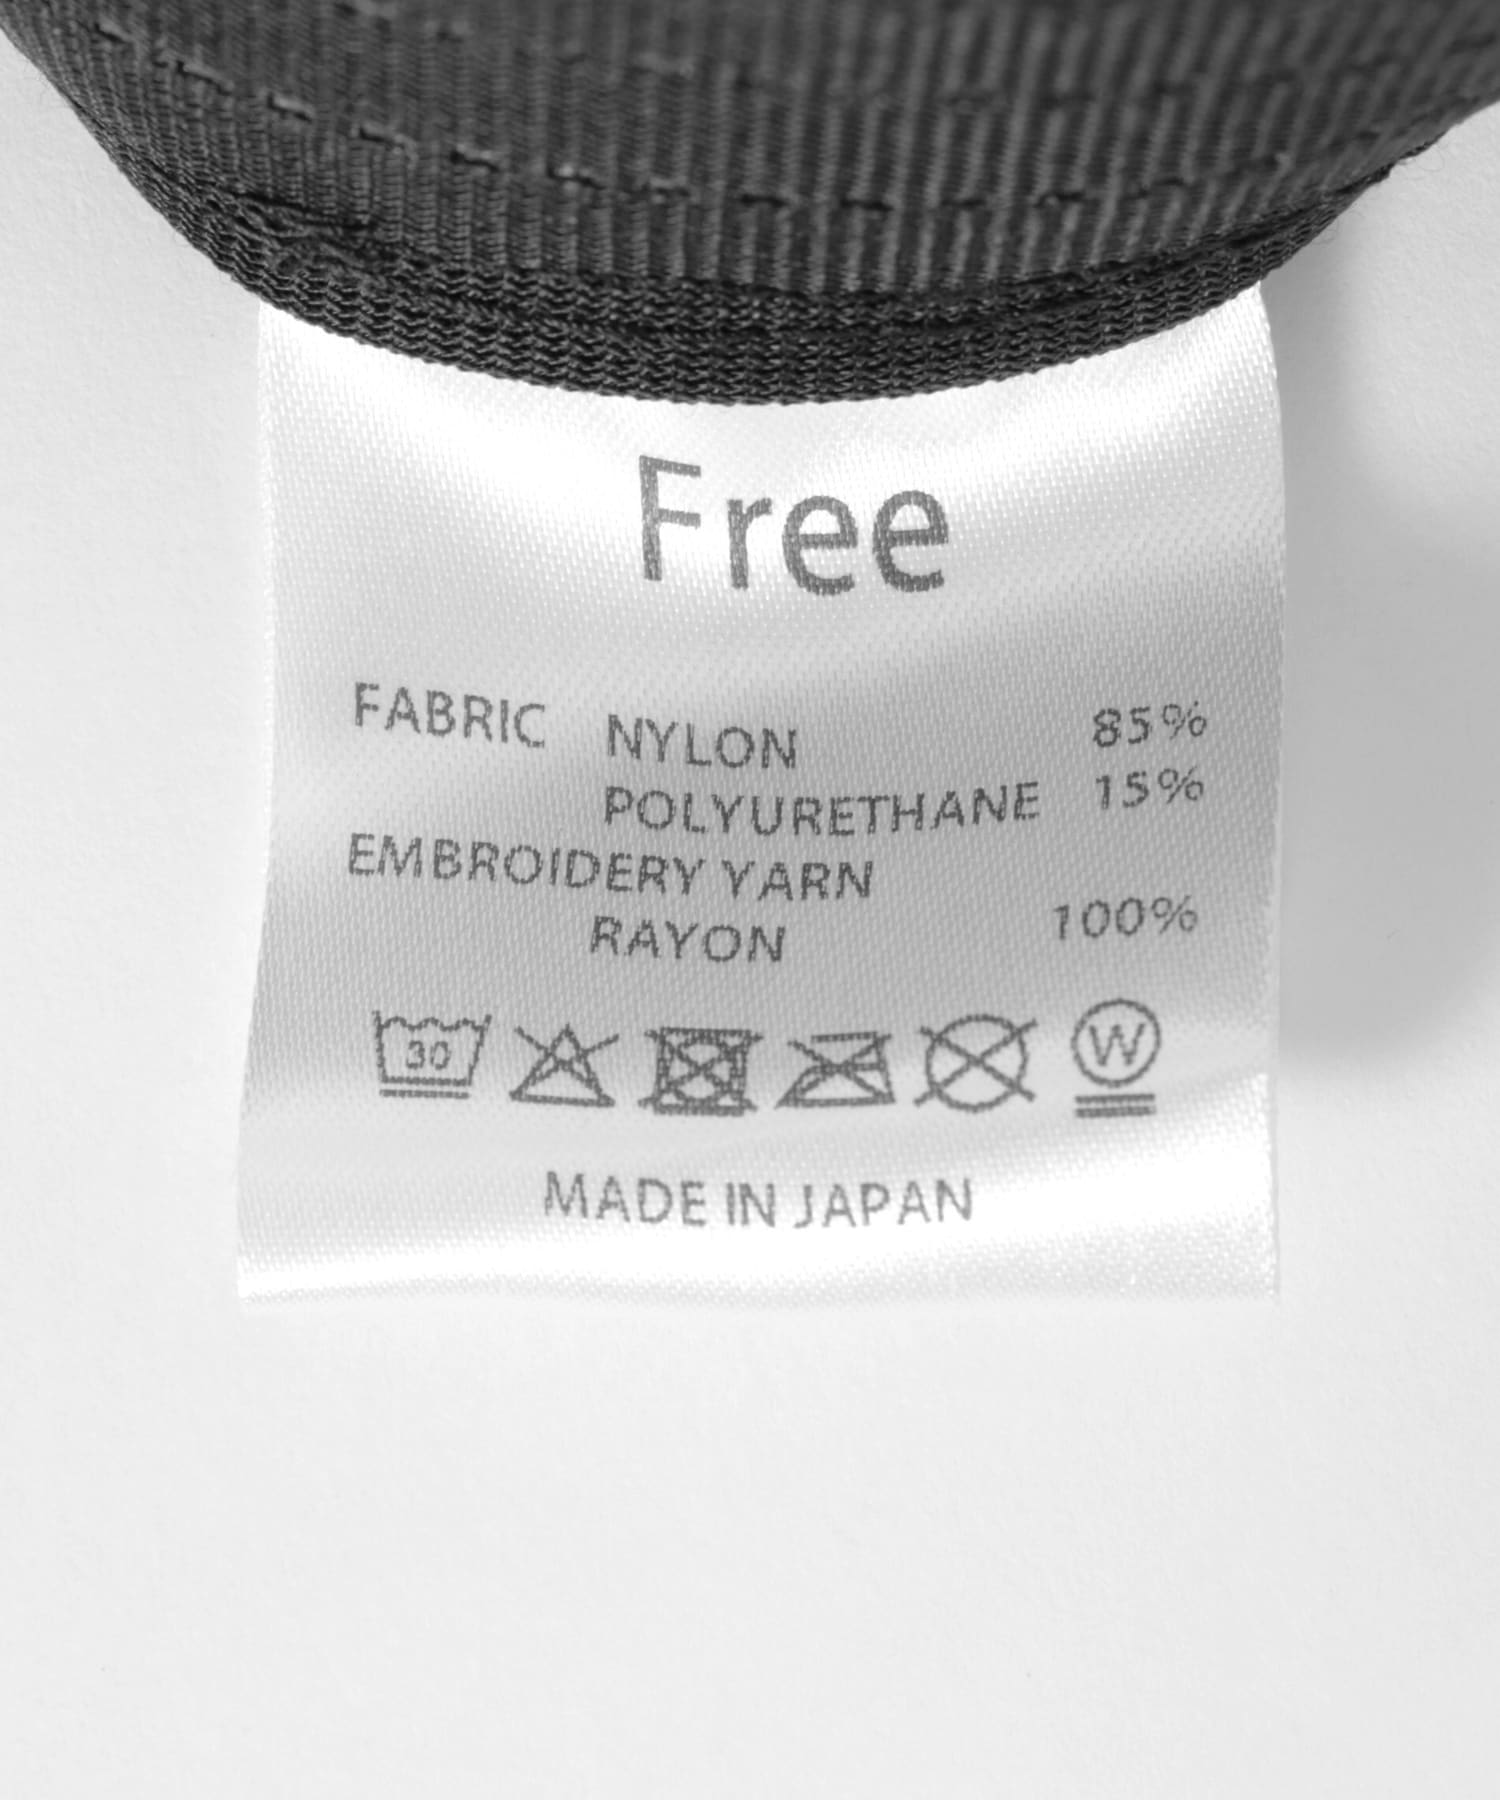 Free
FABRIC NYLON 85%
POLYURETHANE 15%
EMBROIDERY YARN
RAYON 100%
30 W
MADE IN JAPAN